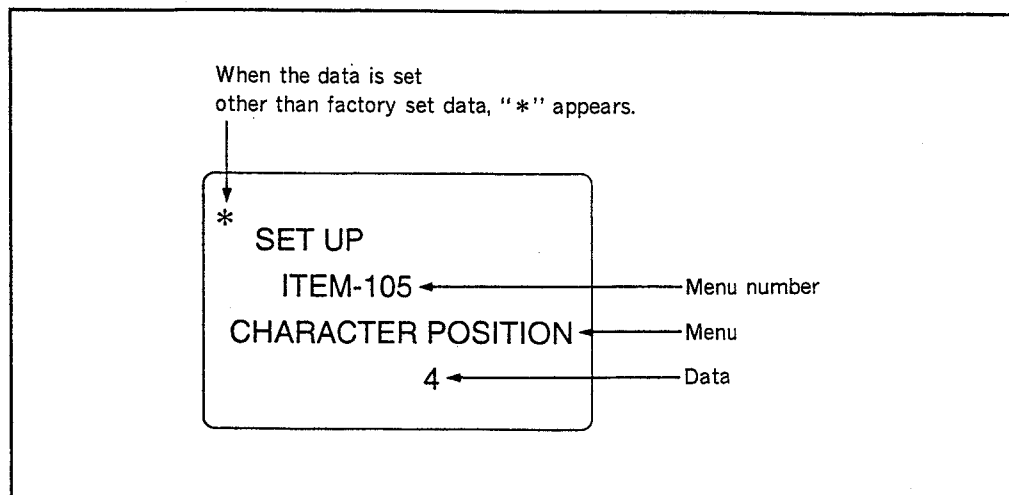 When the data is set
other than factory set data, "*" appears.
*
SET UP
ITEM-105
Menu number
CHARACTER POSITION
Menu
4
Data